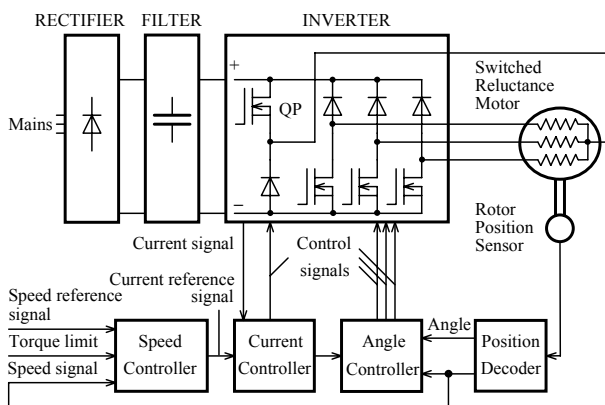 RECTIFIER FILTER INVERTER
Switched
Reluctance
Motor
+
QP
Mains
−
Rotor
Position
Sensor
Current signal
Control
signals
Current reference
signal
Speed reference
signal
Torque limit
Speed signal
Speed
Controller
Current
Controller
Angle
Controller
Angle
Position
Decoder